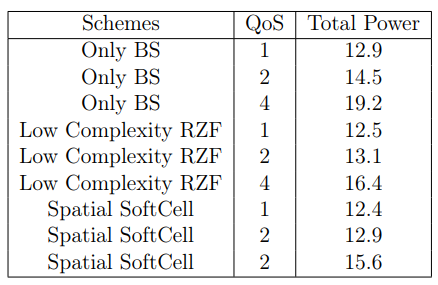 Schemes QoS Total Power
Only BS 1 12.9
Only BS 2 14.5
Only BS 4 19.2
Low Complexity RZF 1 12.5
Low Complexity RZF 2 13.1
Low Complexity RZF 4 16.4
Spatial SoftCell 1 12.4
Spatial SoftCell 2 12.9
Spatial SoftCell 2 15.6